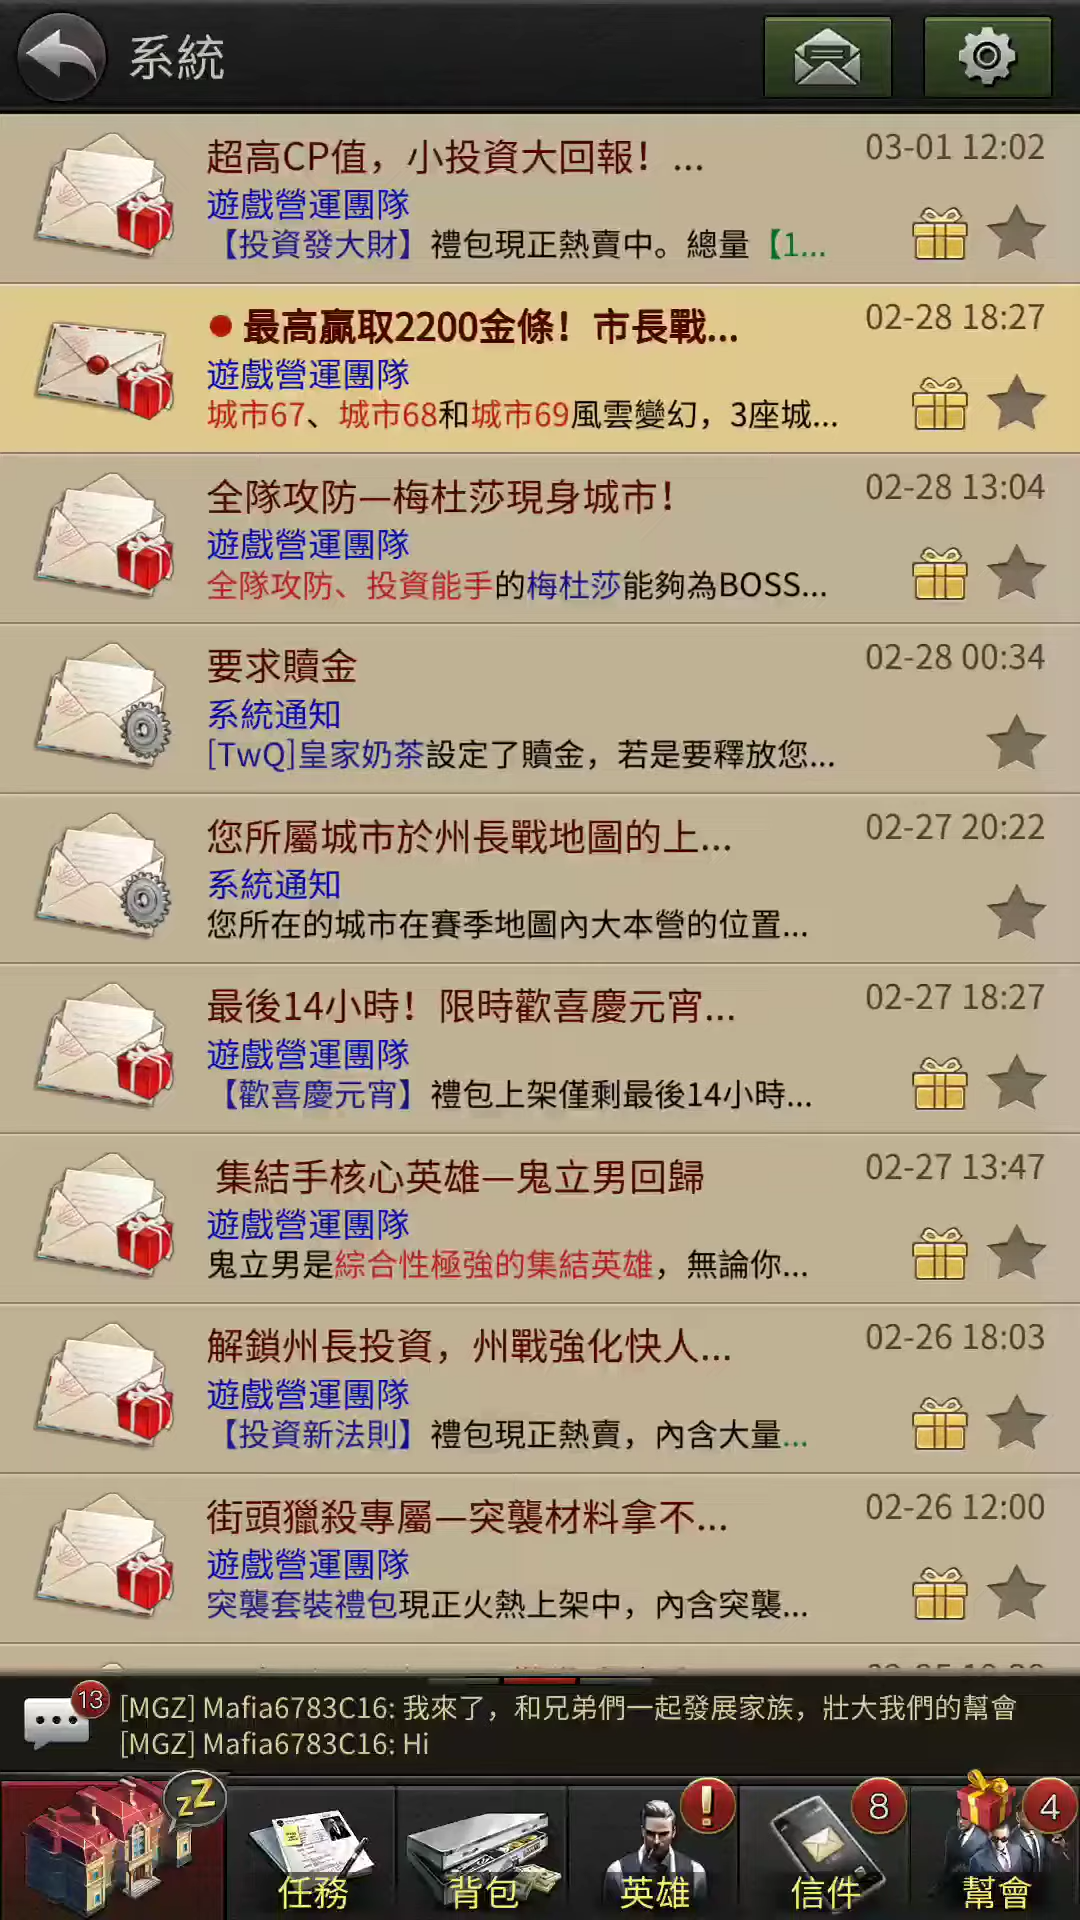 系統
超高CP值，小投資大回報！...
03-01 12:02
遊戲營運團隊
【投資發大財】禮包現正熱賣中。總量【1...
最高贏取2200金條！市長戰...
02-28 18:27
遊戲營運團隊
城市67、城市68和城市69風雲變幻，3座城...
全隊攻防—梅杜莎現身城市！
02-28 13:04
遊戲營運團隊
全隊攻防、投資能手的梅杜莎能夠為BOSS...
要求贖金
02-28 00:34
系統通知
[TwQ]皇家奶茶設定了贖金，若是要釋放您...
您所屬城市於州長戰地圖的上...
02-27 20:22
系統通知
您所在的城市在賽季地圖內大本營的位置...
最後14小時！限時歡喜慶元宵...
02-27 18:27
遊戲營運團隊
【歡喜慶元宵】禮包上架僅剩最後14小時...
集結手核心英雄—鬼立男回歸
02-27 13:47
遊戲營運團隊
鬼立男是綜合性極強的集結英雄，無論你...
解鎖州長投資，州戰強化快人...
02-26 18:03
遊戲營運團隊
【投資新法則】禮包現正熱賣，內含大量...
街頭獵殺專屬—突襲材料拿不...
02-26 12:00
遊戲營運團隊
突襲套裝禮包現正火熱上架中，內含突襲...
13
[MGZ] Mafia6783C16: 我來了，和兄弟們一起發展家族，壯大我們的幫會
[MGZ] Mafia6783C16: Hi
zZ
!
8
4
任務
背包
英雄
信件
幫會